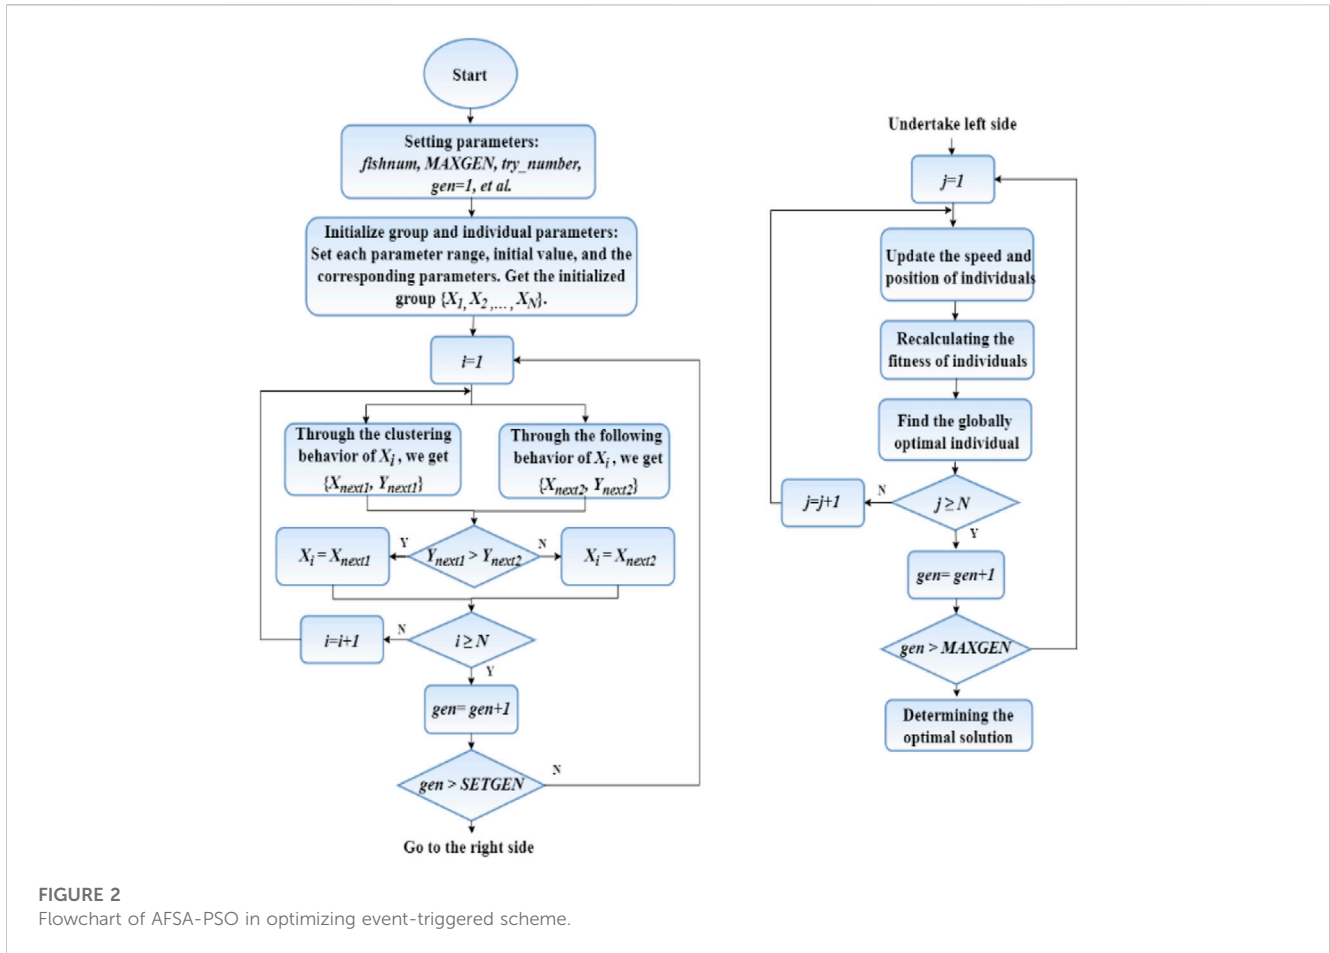 Start
Setting parameters:
fishnum, MAXGEN, try_number,
gen=1, et al.
Initialize group and individual parameters:
Set each parameter range, initial value, and the
corresponding parameters. Get the initialized
group {X1, X2 ,..., XN}.
i=1
Through the clustering
behavior of Xi , we get
{Xnext1, Ynext1}
Through the following
behavior of Xi , we get
{Xnext2, Ynext2}
Xi = Xnext1
Y
Ynext1 > Ynext2
N
Xi = Xnext2
i=i+1
N
i ≥ N
Y
gen= gen+1
gen > SETGEN
N
Go to the right side
Undertake left side
j=1
Update the speed and
position of individuals
Recalculating the
fitness of individuals
Find the globally
optimal individual
j=j+1
N
j ≥ N
Y
gen= gen+1
gen > MAXGEN
Determining the
optimal solution
FIGURE 2
Flowchart of AFSA-PSO in optimizing event-triggered scheme.